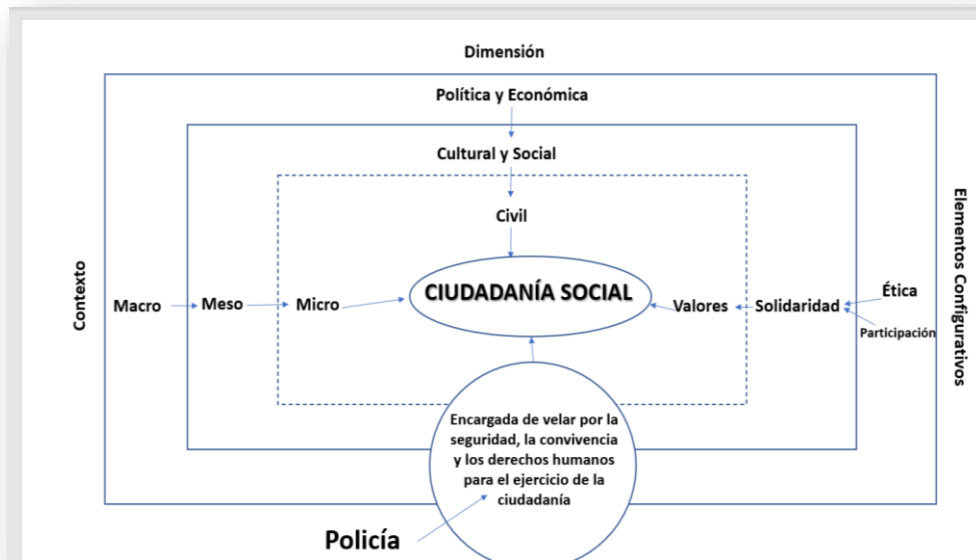 Dimensión
Política y Económica
Cultural y Social
Civil
Contexto
Macro
Meso
Micro
CIUDADANÍA SOCIAL
Valores
Solidaridad
Ética
Participación
Elementos Configurativos
Encargada de velar por la
seguridad, la convivencia
y los derechos humanos
para el ejercicio de la
ciudadanía
Policía